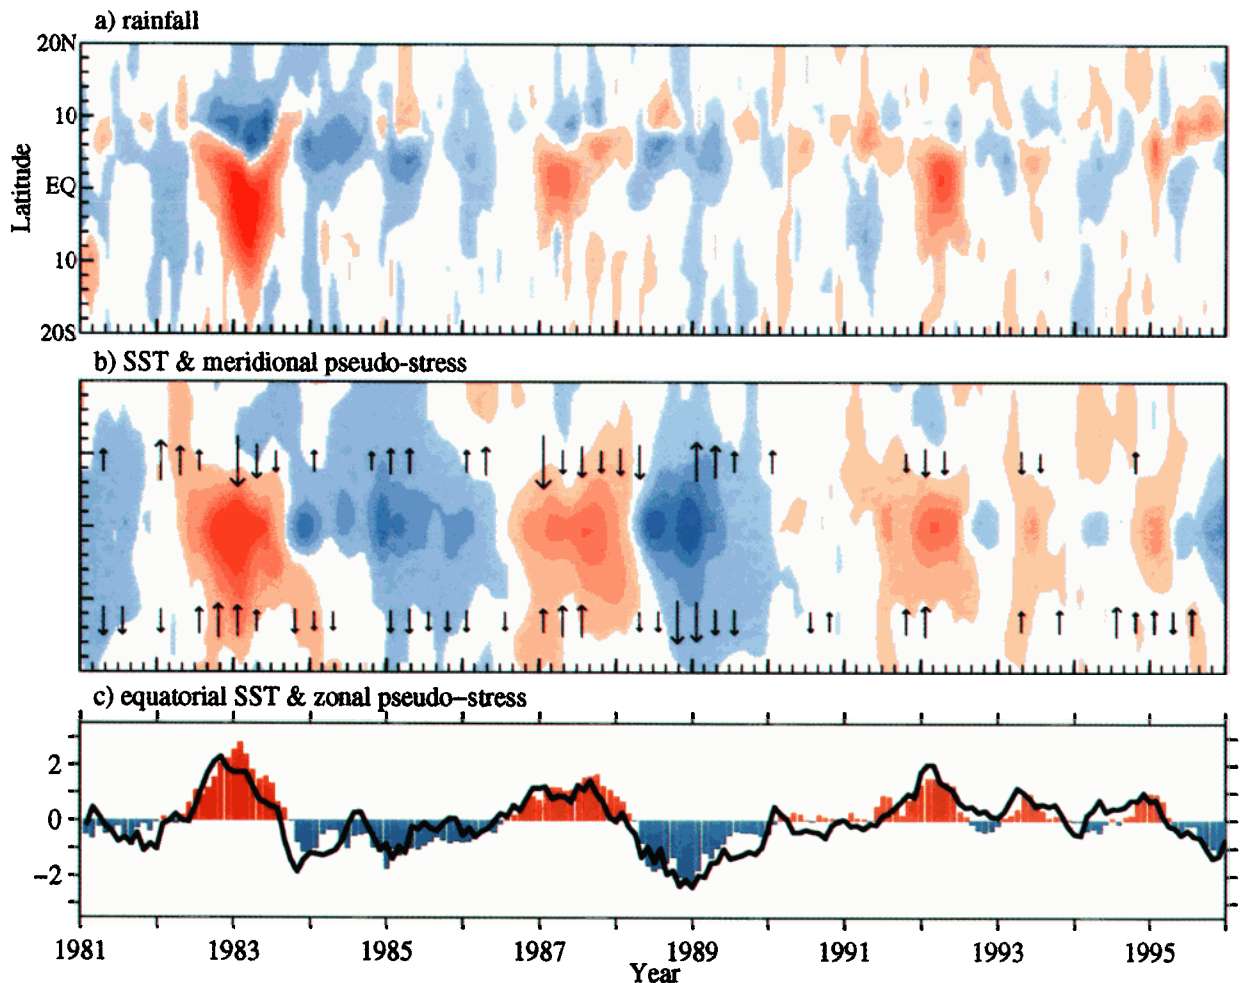 a) rainfall
20N
10
EQ
10
20S
Latitude
b) SST & meridional pseudo-stress
c) equatorial SST & zonal pseudo-stress
2
0
-2
1981 1983 1985 1987 1989 1991 1993 1995
Year